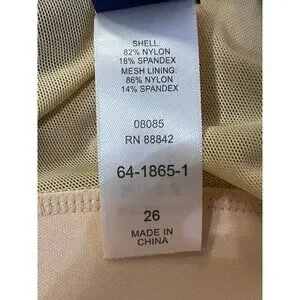 SHELL:
82% NYLON
18% SPANDEX
MESH LINING:
86% NYLON
14% SPANDEX
08085
RN 88842
64-1865-1
26
MADE IN
CHINA